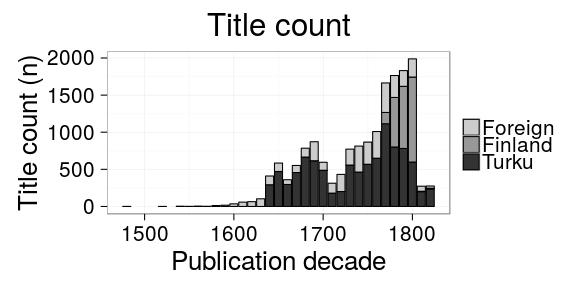 Title count
Title count (n)
2000
1500
1000
500
0
1500
1600
1700
1800
Publication decade
Foreign
Finland
Turku